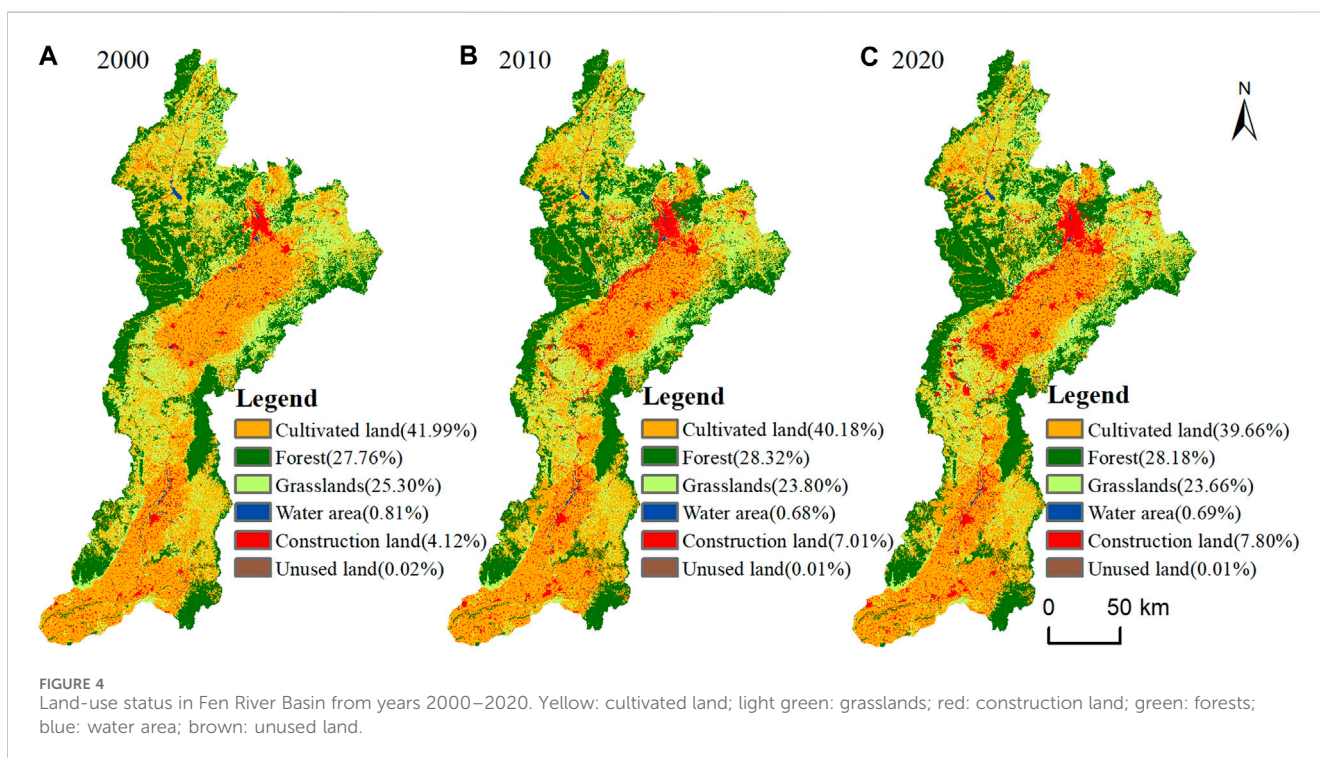 A 2000
B 2010
C 2020
N
Legend
Cultivated land(41.99%)
Forest(27.76%)
Grasslands(25.30%)
Water area(0.81%)
Construction land(4.12%)
Unused land(0.02%)
Legend
Cultivated land(40.18%)
Forest(28.32%)
Grasslands(23.80%)
Water area(0.68%)
Construction land(7.01%)
Unused land(0.01%)
Legend
Cultivated land(39.66%)
Forest(28.18%)
Grasslands(23.66%)
Water area(0.69%)
Construction land(7.80%)
Unused land(0.01%)
0 50 km
FIGURE 4
Land-use status in Fen River Basin from years 2000–2020. Yellow: cultivated land; light green: grasslands; red: construction land; green: forests;
blue: water area; brown: unused land.